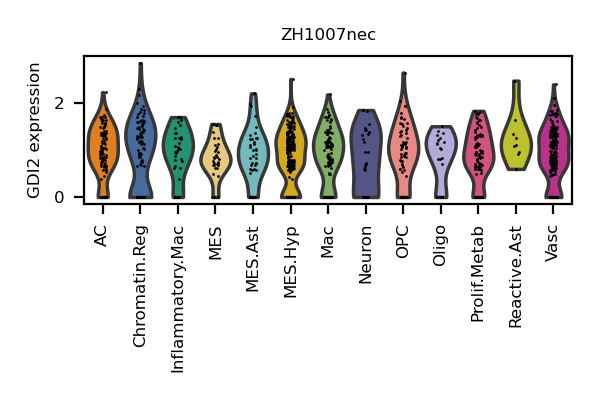 ZH1007nec
GDI2 expression
2
0
AC
Chromatin.Reg
Inflammatory.Mac
MES
MES.Ast
MES.Hyp
Mac
Neuron
OPC
Oligo
Prolif.Metab
Reactive.Ast
Vasc